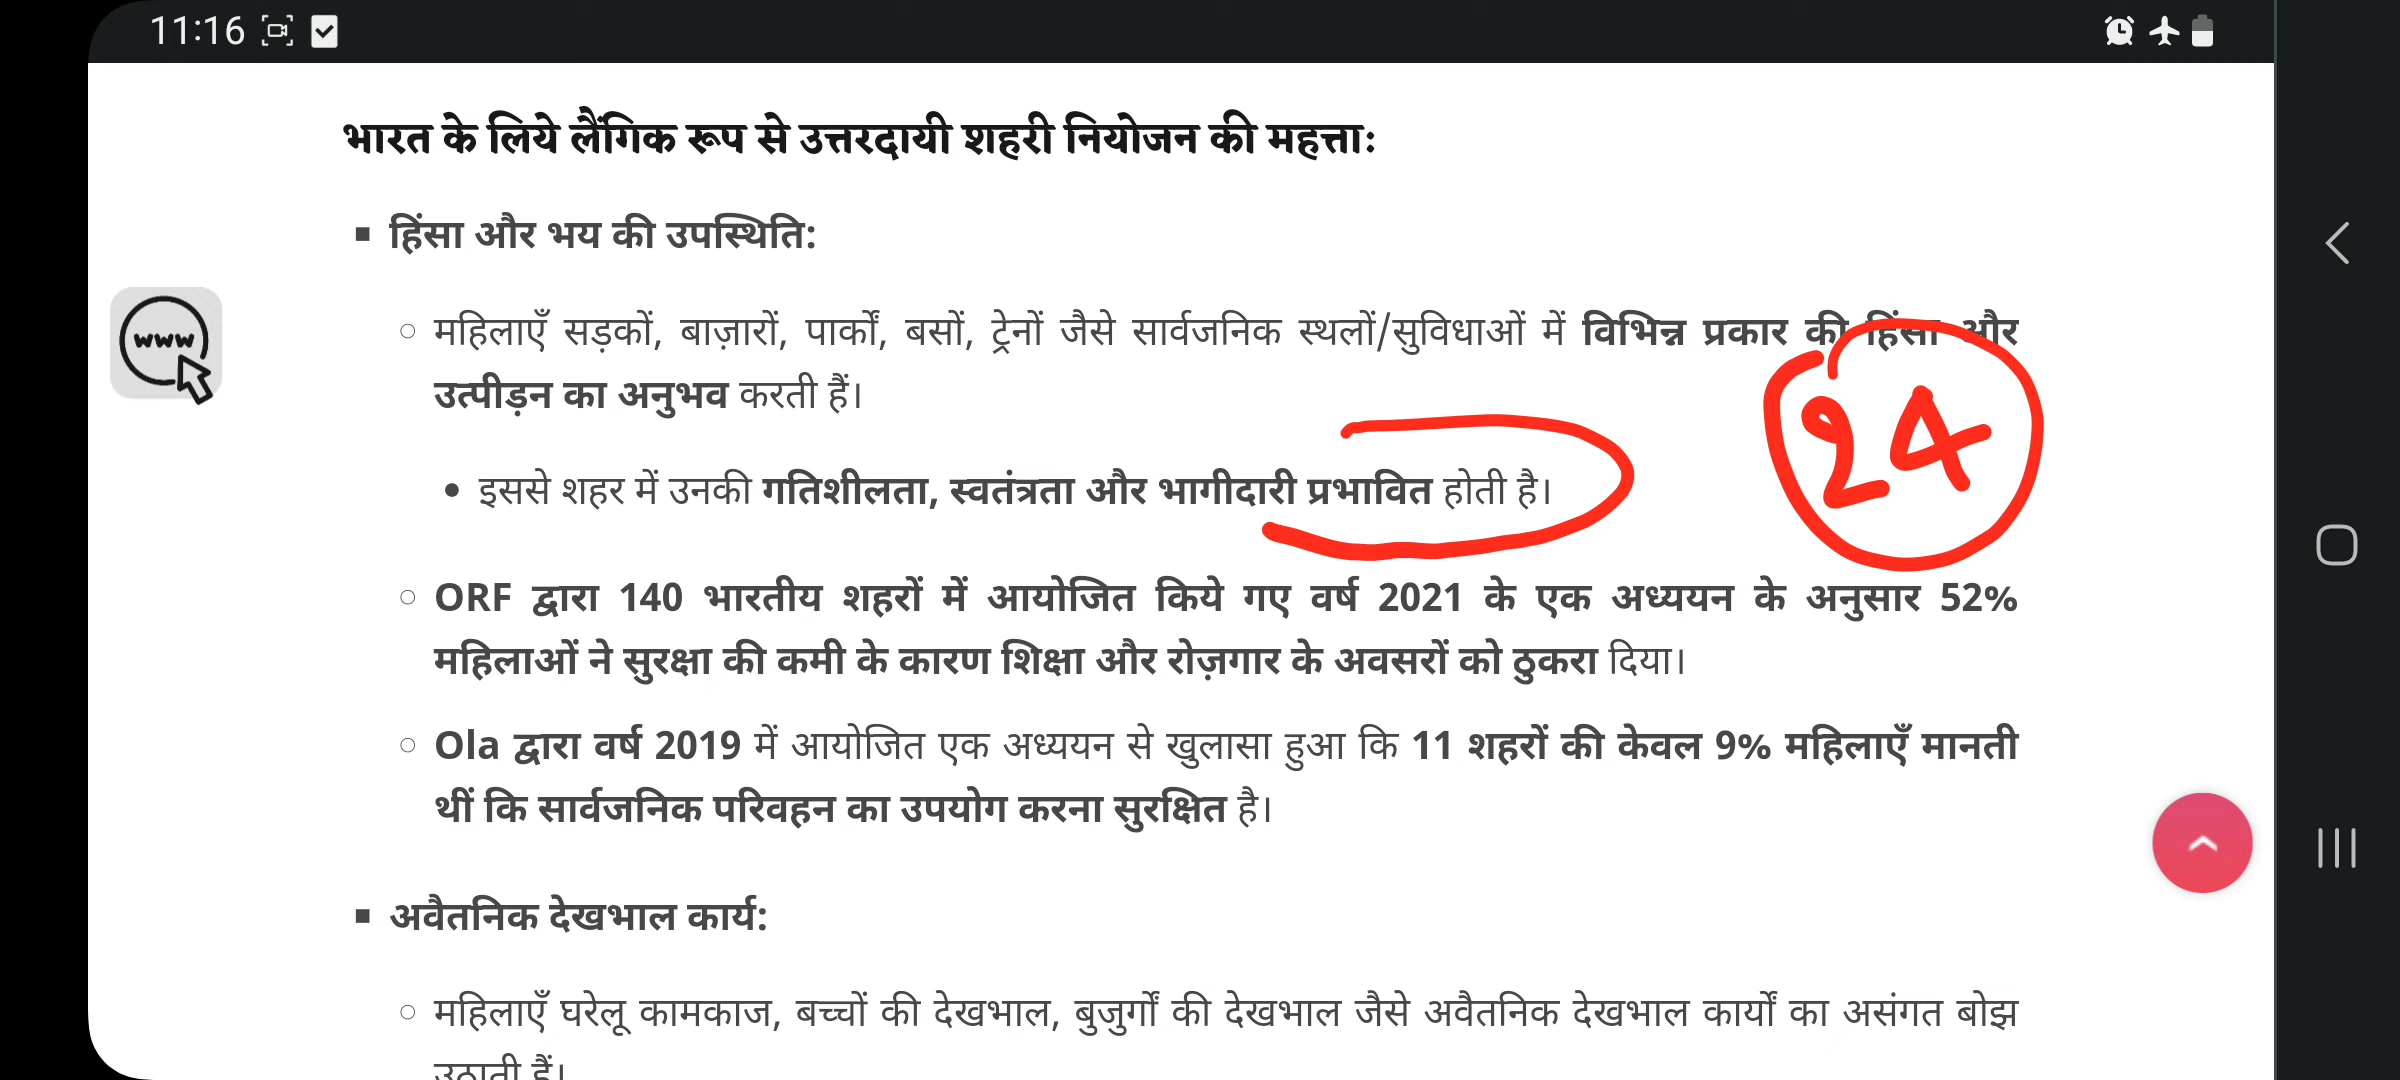 11:16
भारत के लिये लैंगिक रूप से उत्तरदायी शहरी नियोजन की महत्ताः
हिंसा और भय की उपस्थिति:
www
महिलाएँ सड़कों, बाज़ारों, पार्कों, बसों, ट्रेनों जैसे सार्वजनिक स्थलों/सुविधाओं में विभिन्न प्रकार की हिंसा और
उत्पीड़न का अनुभव करती हैं।
24
इससे शहर में उनकी गतिशीलता, स्वतंत्रता और भागीदारी प्रभावित होती है।
ORF द्वारा 140 भारतीय शहरों में आयोजित किये गए वर्ष 2021 के एक अध्ययन के अनुसार 52%
महिलाओं ने सुरक्षा की कमी के कारण शिक्षा और रोज़गार के अवसरों को ठुकरा दिया।
Ola द्वारा वर्ष 2019 में आयोजित एक अध्ययन से खुलासा हुआ कि 11 शहरों की केवल 9% महिलाएँ मानती
थीं कि सार्वजनिक परिवहन का उपयोग करना सुरक्षित है।
अवैतनिक देखभाल कार्य:
महिलाएँ घरेलू कामकाज, बच्चों की देखभाल, बुजुर्गों की देखभाल जैसे अवैतनिक देखभाल कार्यों का असंगत बोझ
उठाती हैं।